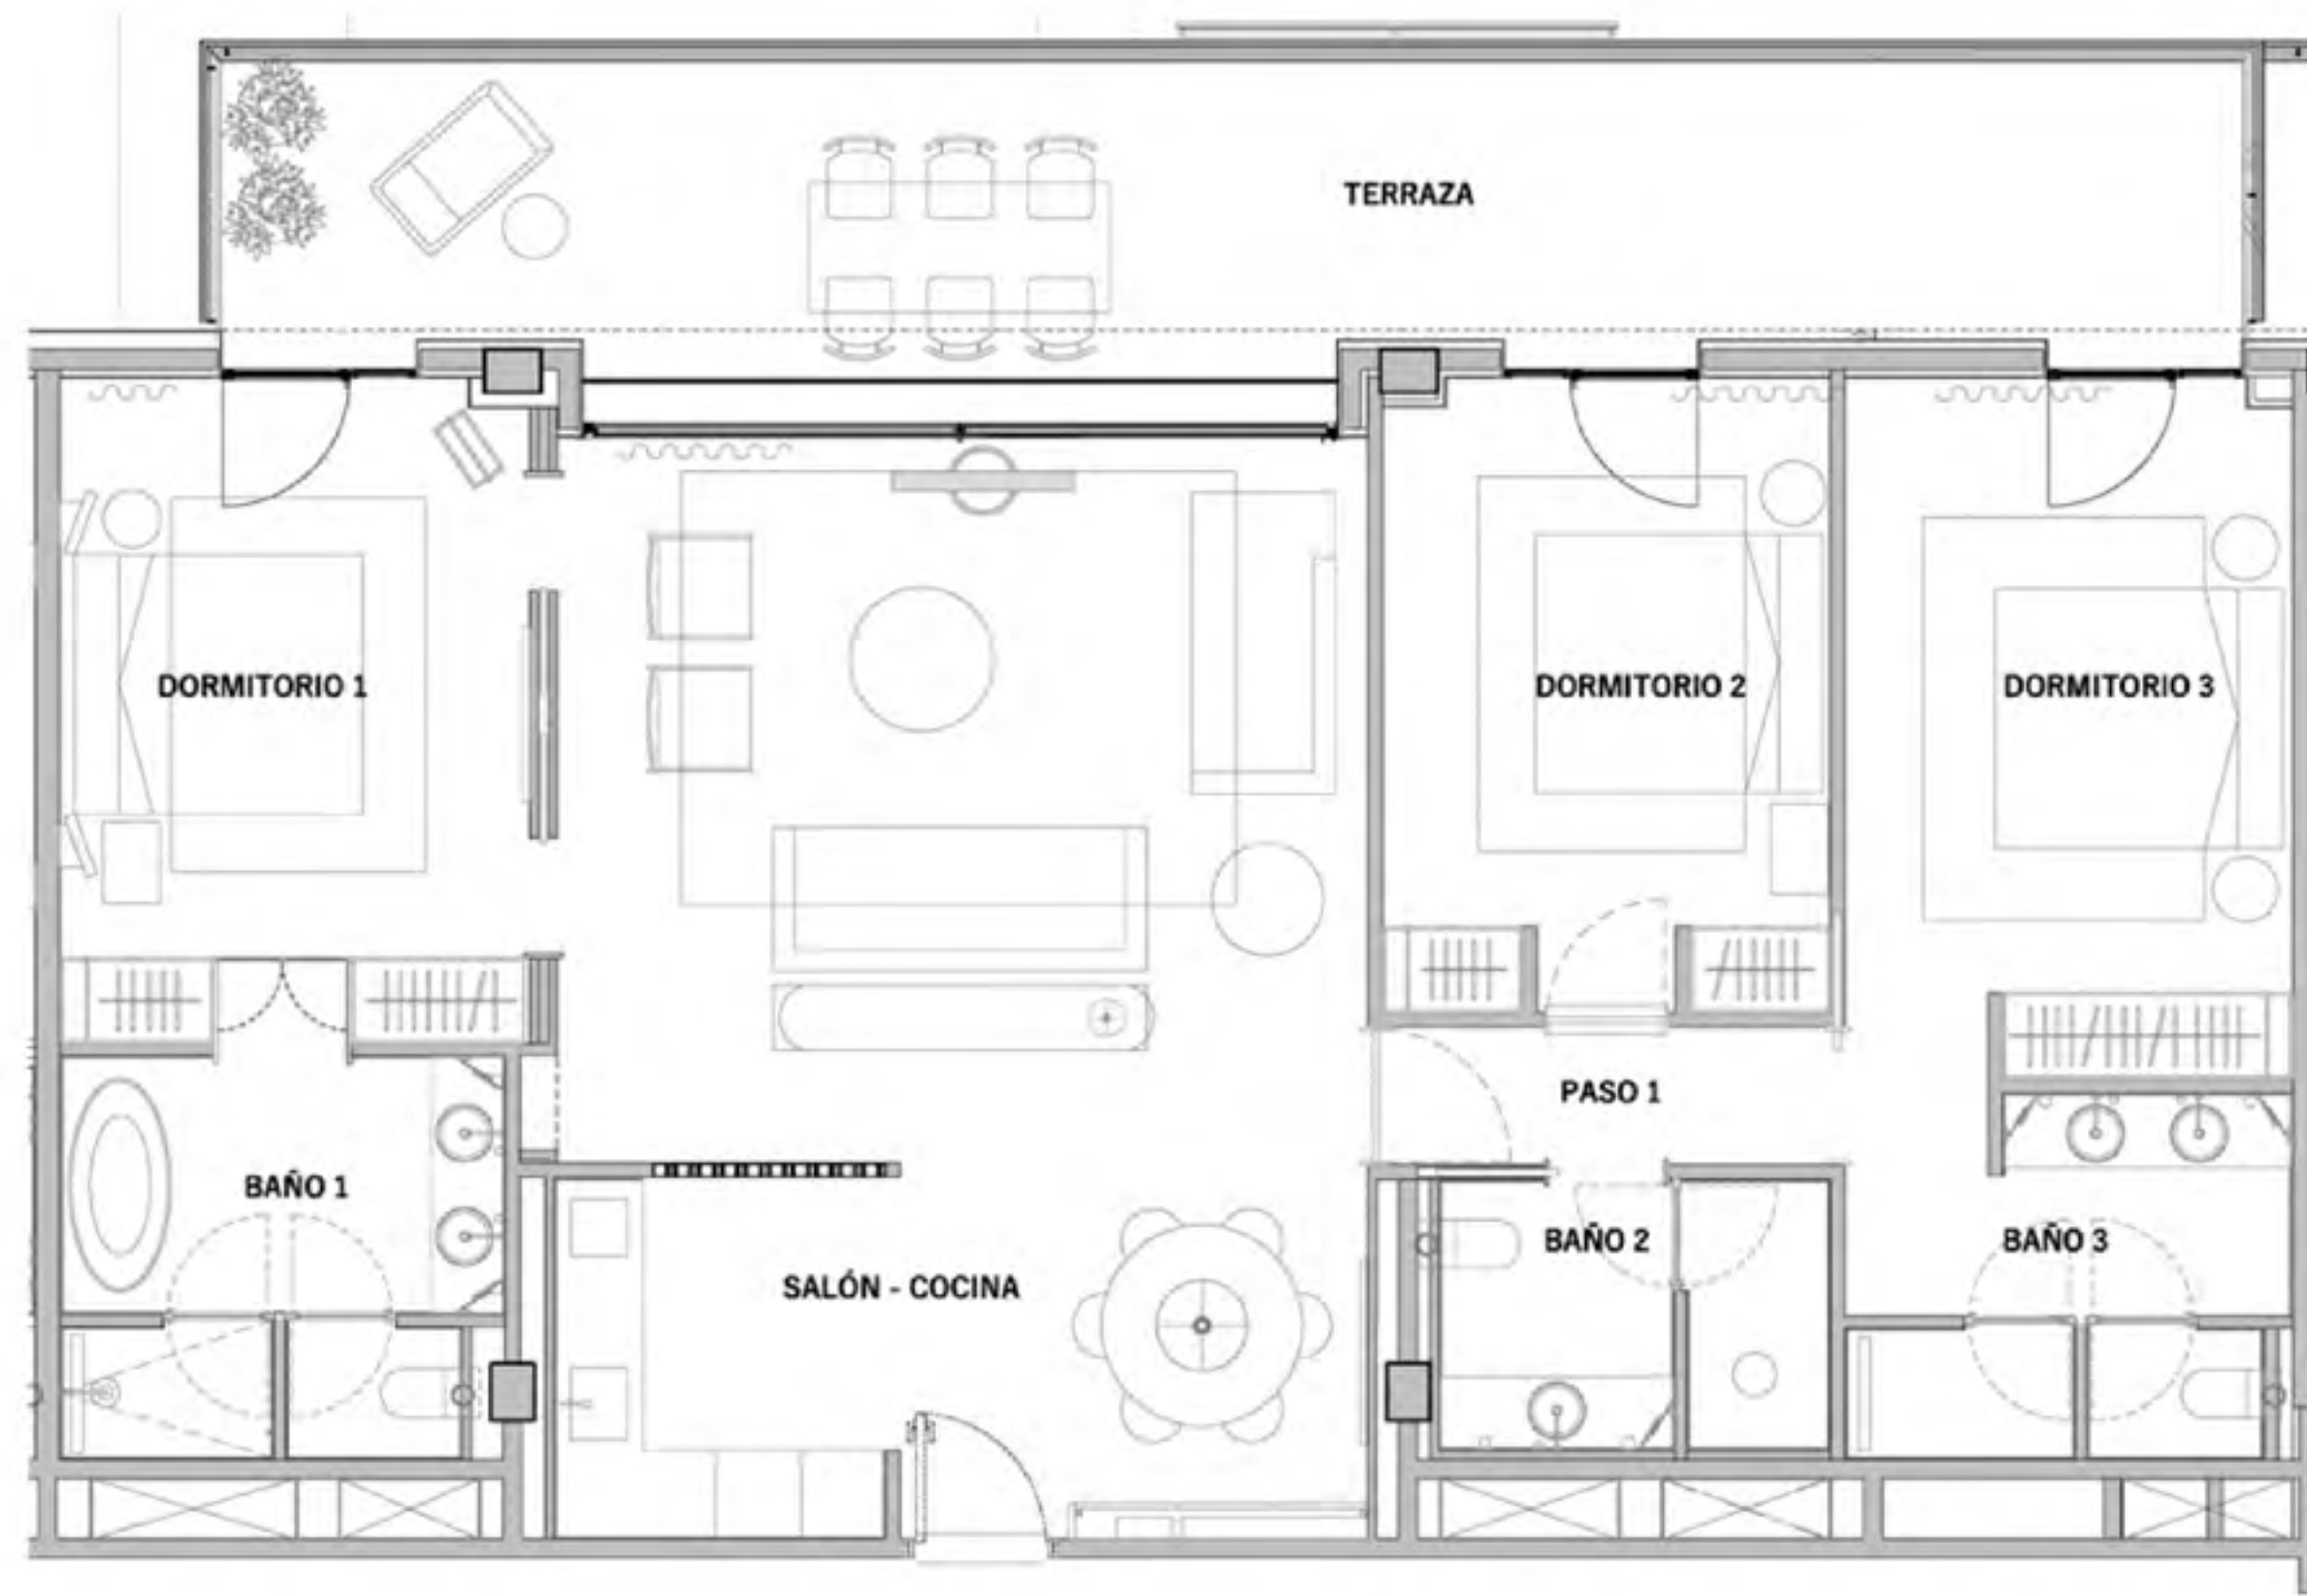 TERRAZA
DORMITORIO 1
DORMITORIO 2
DORMITORIO 3
PASO 1
BAÑO 1
BAÑO 2
BAÑO 3
SALÓN - COCINA